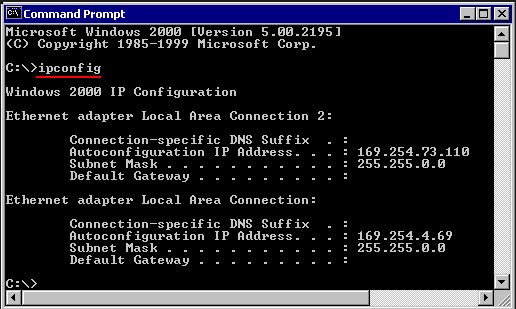 Command Prompt
Microsoft Windows 2000 [Version 5.00.2195]
(C) Copyright 1985-1999 Microsoft Corp.
C:\>ipconfig
Windows 2000 IP Configuration
Ethernet adapter Local Area Connection 2:
Connection-specific DNS Suffix  . :
Autoconfiguration IP Address. . . : 169.254.73.110
Subnet Mask . . . . . . . . . . . : 255.255.0.0
Default Gateway . . . . . . . . . :
Ethernet adapter Local Area Connection:
Connection-specific DNS Suffix  . :
Autoconfiguration IP Address. . . : 169.254.4.69
Subnet Mask . . . . . . . . . . . : 255.255.0.0
Default Gateway . . . . . . . . . :
C:\>